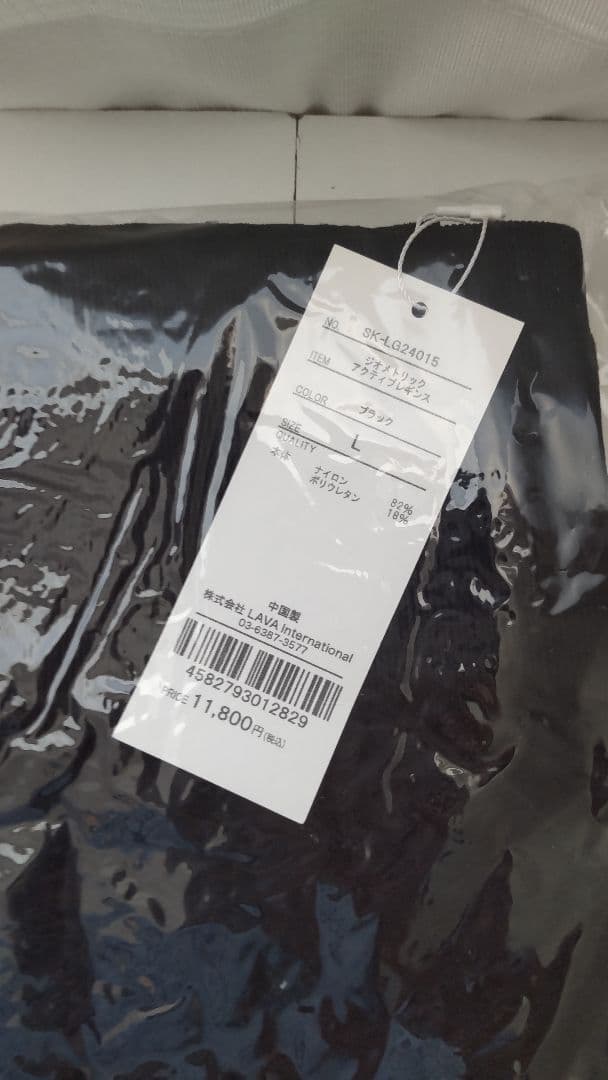 NO. SK-LG24015
ITEM ジオメトリック
アクティブレギンス
COLOR ブラック
SIZE L
QUALITY
本体 ナイロン 82%
ポリウレタン 18%
中国製
株式会社 LAVA International
03-6387-3577
4582793012829
PRICE 11,800円(税込)